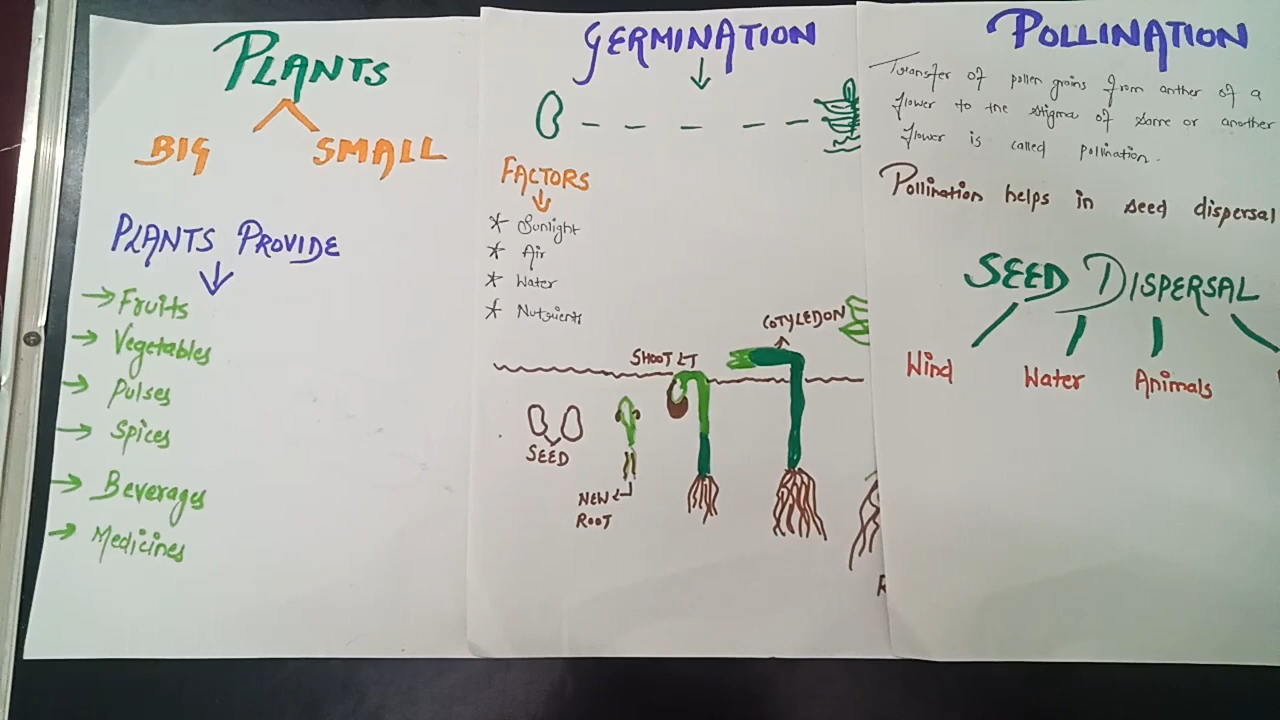 PLANTS
BIG SMALL
PLANTS PROVIDE
→ Fruits
→ Vegetables
→ Pulses
→ Spices
→ Beverages
→ Medicines
GERMINATION
FACTORS
* Sunlight
* Air
* Water
* Nutrients
COTYLEDON
SHOOT
SEED
NEW
ROOT
R
POLLINATION
Transfer of pollen grains from anther of a
flower to the stigma of same or another
flower is called pollination.
Pollination helps in seed dispersal
SEED DISPERSAL
Wind Water Animals